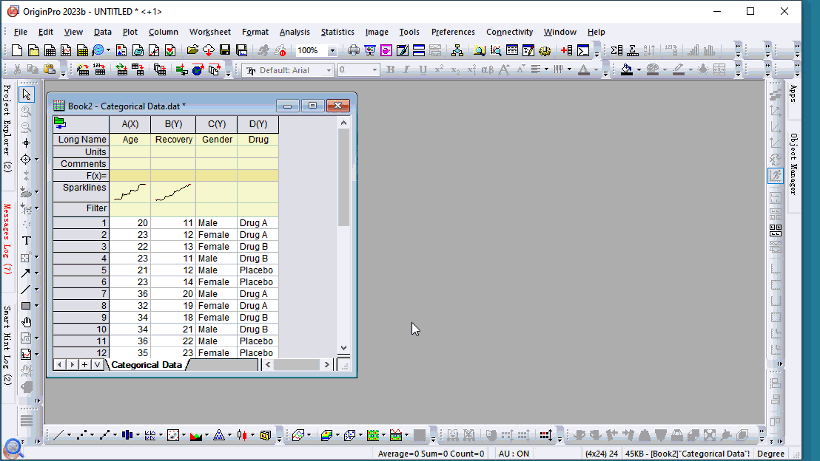 OriginPro 2023b - UNTITLED * <+1>
File Edit View Data Plot Column Worksheet Format Analysis Statistics Image Tools Preferences Connectivity Window Help
100%
Default: Arial 0 B I U
Project Explorer (2)
Messages Log (7)
Smart Hint Log (2)
Apps
Object Manager
Book2 - Categorical Data.dat *
A(X) B(Y) C(Y) D(Y)
Long Name Age Recovery Gender Drug
Units
Comments
F(x)=
Sparklines
Filter
1 20 11 Male Drug A
2 23 12 Female Drug A
3 22 13 Female Drug B
4 23 11 Male Drug B
5 21 12 Male Placebo
6 23 14 Female Placebo
7 36 20 Male Drug A
8 32 19 Female Drug A
9 34 18 Female Drug B
10 34 21 Male Drug B
11 36 22 Male Placebo
12 35 23 Female Placebo
Categorical Data
Average=0 Sum=0 Count=0 AU : ON (4x24) 24 45KB - [Book2]"Categorical Data"! Degree